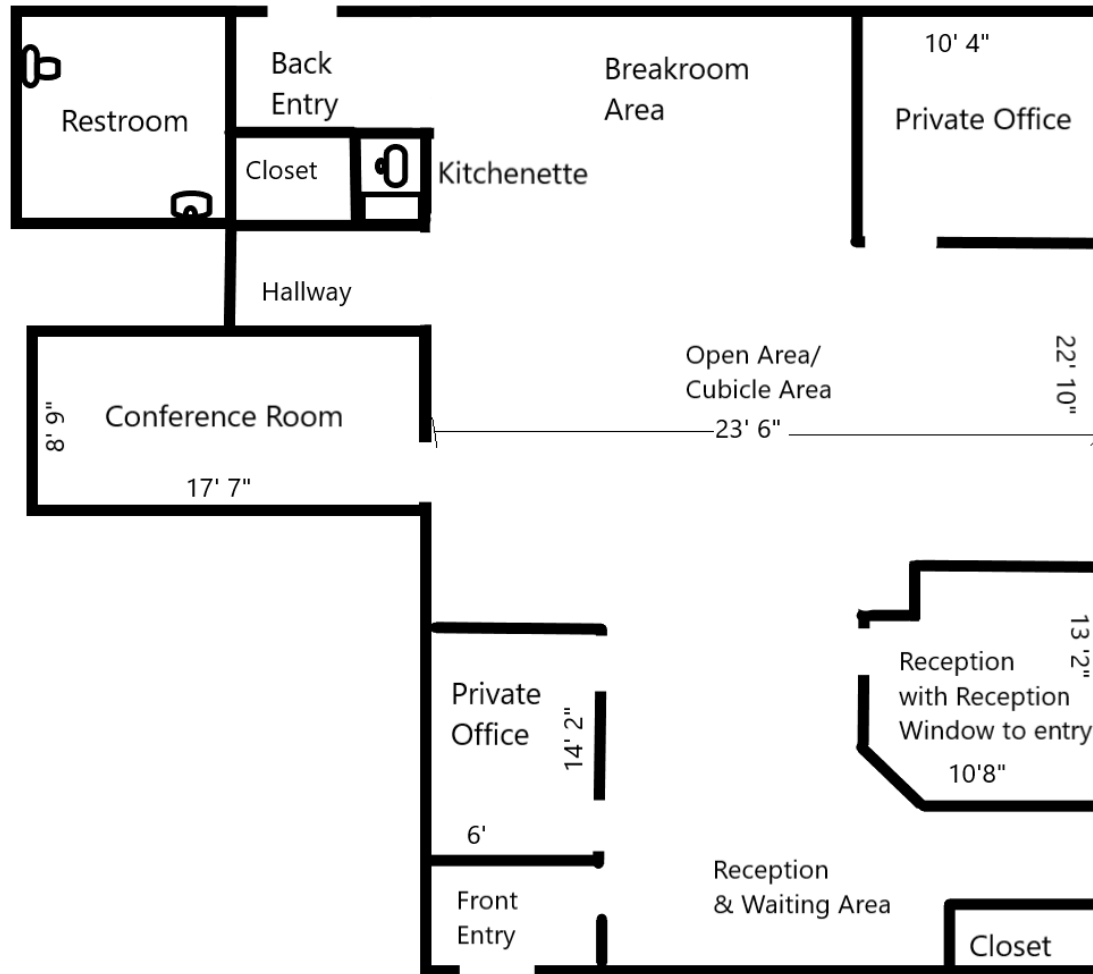 10' 4"
Back
Entry
Breakroom
Area
Restroom
Private Office
Closet
Kitchenette
Hallway
Open Area/
Cubicle Area
22' 10"
8' 9"
Conference Room
23' 6"
17' 7"
13 '2"
Reception
with Reception
Window to entry
10'8"
Private
Office
14' 2"
6'
Reception
& Waiting Area
Front
Entry
Closet